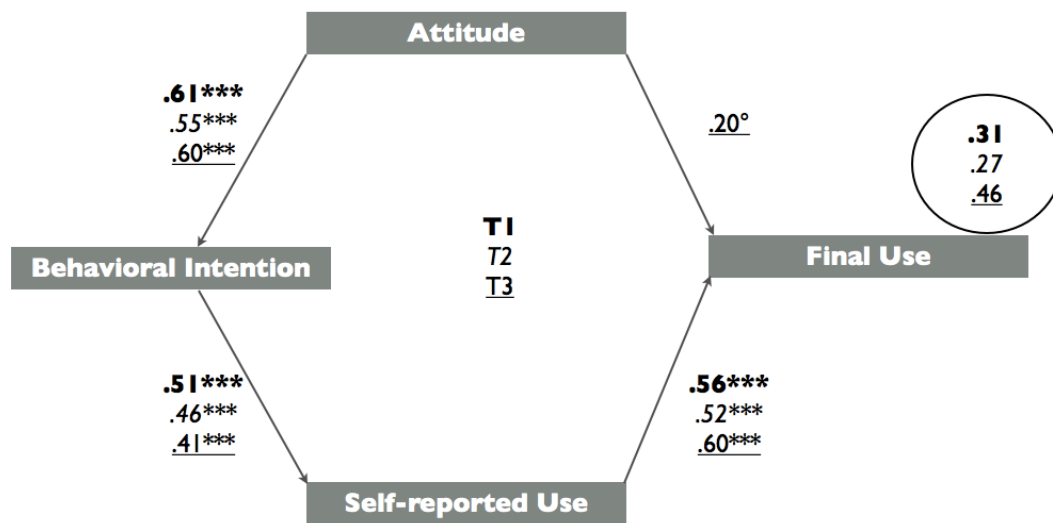 Attitude
.61***
.55***
.60***
.20°
.31
.27
.46
T1
T2
T3
Behavioral Intention
Final Use
.51***
.46***
.41***
.56***
.52***
.60***
Self-reported Use